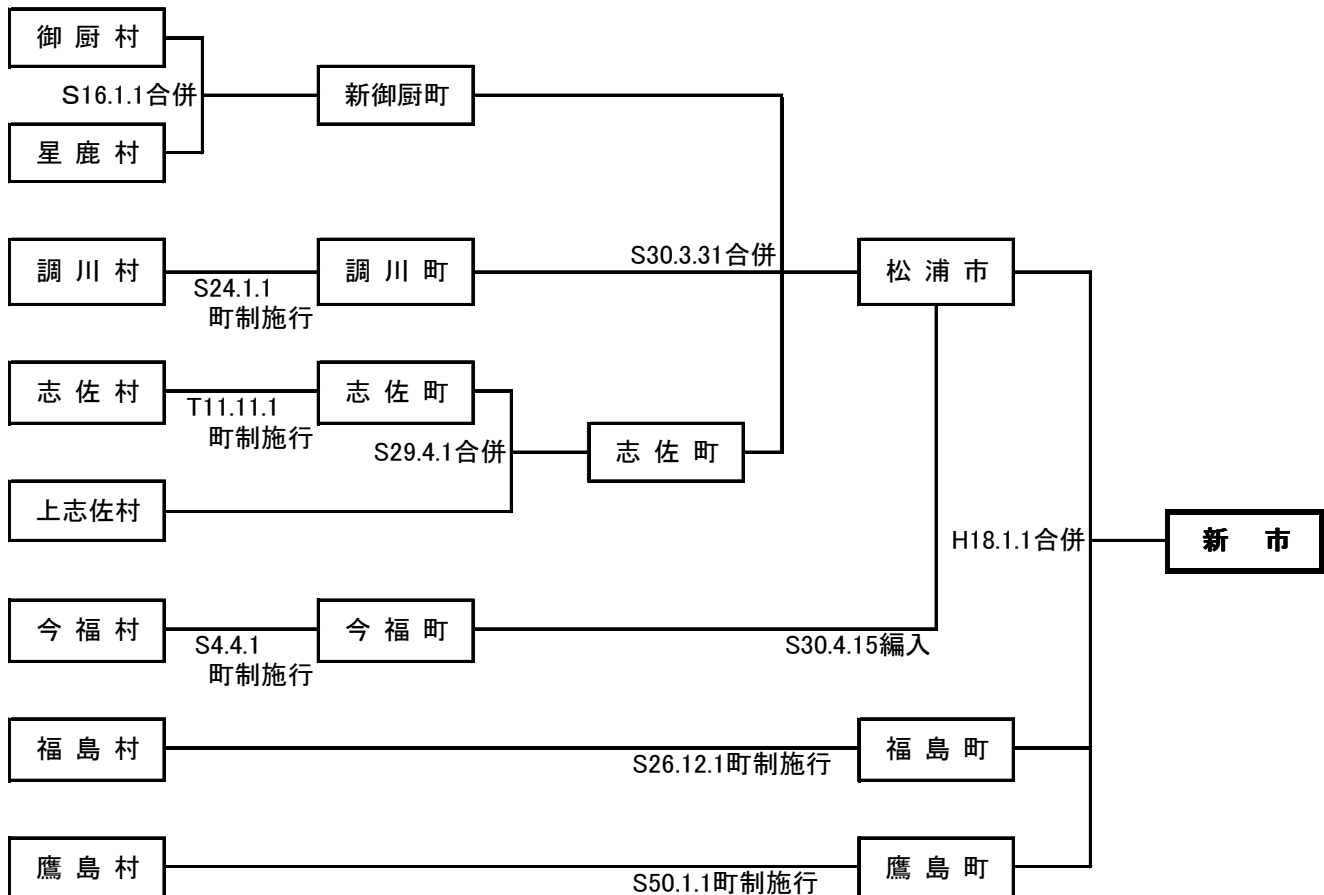 御厨村
S16.1.1合併
新御厨町
星鹿村
調川村
S24.1.1
町制施行
調川町
S30.3.31合併
松浦市
志佐村
T11.11.1
町制施行
志佐町
S29.4.1合併
志佐町
上志佐村
H18.1.1合併
新 市
今福村
S4.4.1
町制施行
今福町
S30.4.15編入
福島村
S26.12.1町制施行
福島町
鷹島村
S50.1.1町制施行
鷹島町